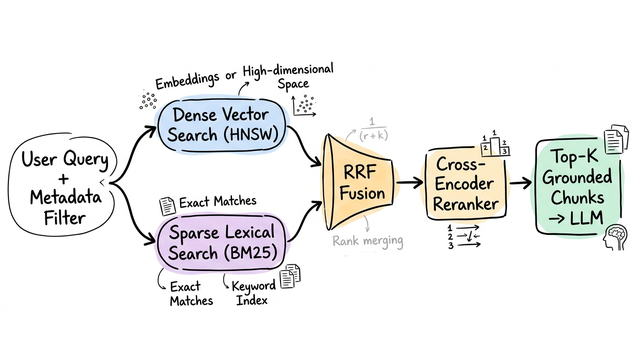 User Query
+
Metadata
Filter
Embeddings or High-dimensional
Space
Dense Vector
Search (HNSW)
Exact Matches
Sparse Lexical
Search (BM25)
Exact
Matches
Keyword
Index
1
(r+k)
RRF
Fusion
Rank merging
1
2
3
Cross-
Encoder
Reranker
1
2
3
Top-K
Grounded
Chunks
→ LLM